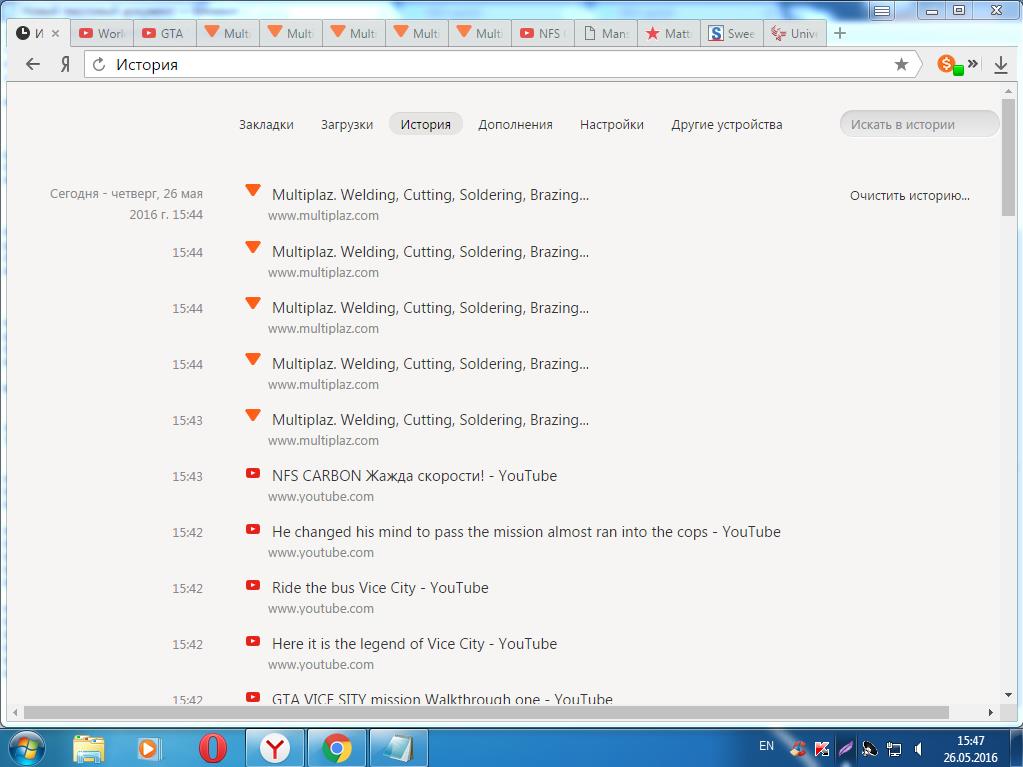 И
Worl
GTA
Multi
Multi
Multi
Multi
Multi
NFS
Man
Matt
Swee
Univ
Я
История
Закладки
Загрузки
История
Дополнения
Настройки
Другие устройства
Искать в истории
Сегодня - четверг, 26 мая
2016 г. 15:44
Multiplaz. Welding, Cutting, Soldering, Brazing...
www.multiplaz.com
Очистить историю...
15:44
Multiplaz. Welding, Cutting, Soldering, Brazing...
www.multiplaz.com
15:44
Multiplaz. Welding, Cutting, Soldering, Brazing...
www.multiplaz.com
15:44
Multiplaz. Welding, Cutting, Soldering, Brazing...
www.multiplaz.com
15:43
Multiplaz. Welding, Cutting, Soldering, Brazing...
www.multiplaz.com
15:43
NFS CARBON Жажда скорости! - YouTube
www.youtube.com
15:42
He changed his mind to pass the mission almost ran into the cops - YouTube
www.youtube.com
15:42
Ride the bus Vice City - YouTube
www.youtube.com
15:42
Here it is the legend of Vice City - YouTube
www.youtube.com
15:42
GTA VICE SITY mission Walkthrough one - YouTube
EN
15:47
26.05.2016